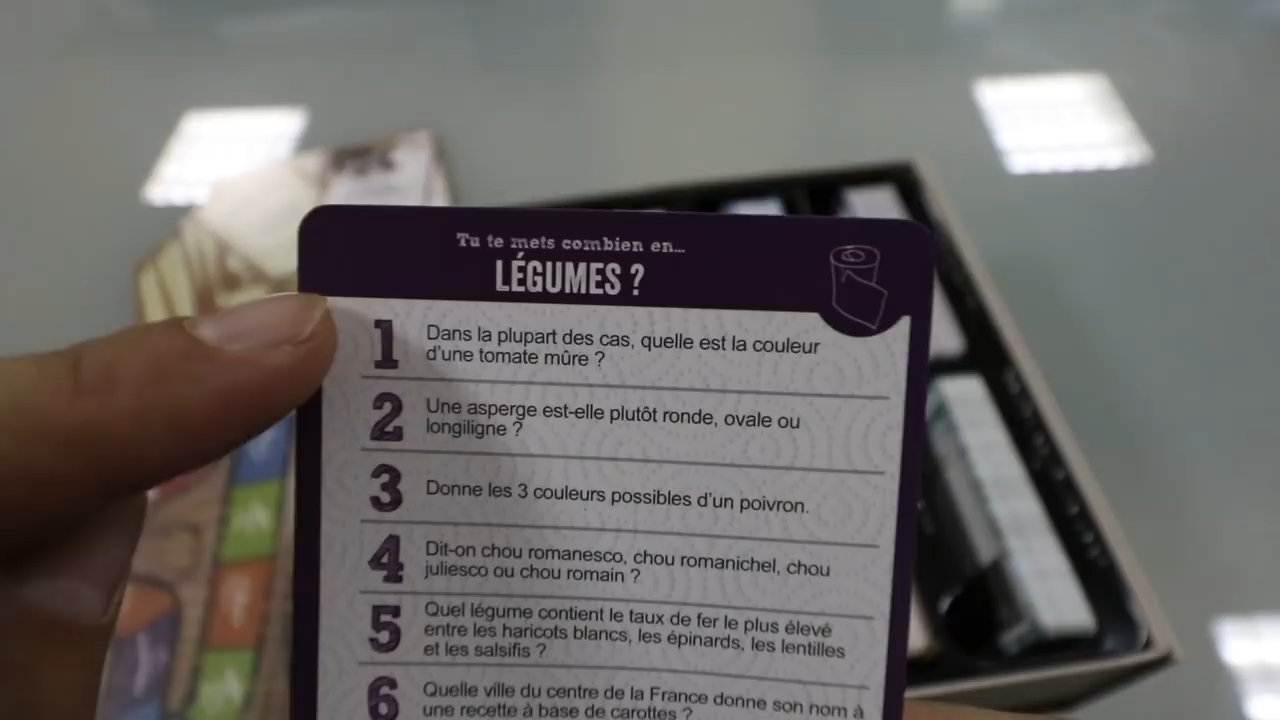 Tu te mets combien en...
LÉGUMES ?
1 Dans la plupart des cas, quelle est la couleur
d'une tomate mûre ?
2 Une asperge est-elle plutôt ronde, ovale ou
longiligne ?
3 Donne les 3 couleurs possibles d'un poivron.
4 Dit-on chou romanesco, chou romanichel, chou
juliesco ou chou romain ?
5 Quel légume contient le taux de fer le plus élevé
entre les haricots blancs, les épinards, les lentilles
et les salsifis ?
6 Quelle ville du centre de la France donne son nom à
une recette à base de carottes ?